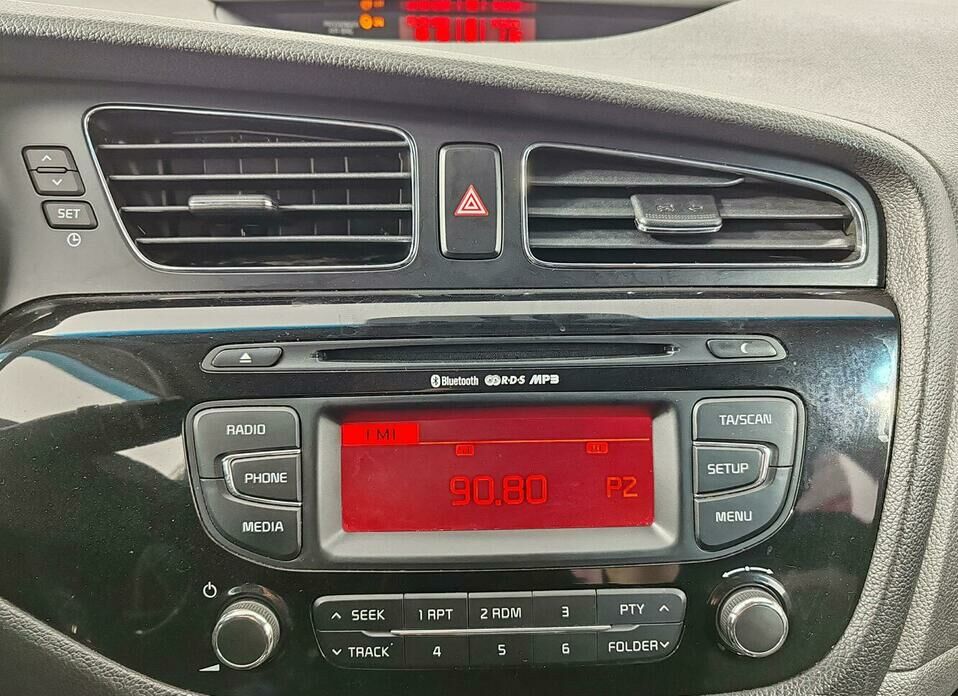 SET
Bluetooth R·D·S MP3
RADIO
PHONE
MEDIA
FM1
90.80 P2
TA/SCAN
SETUP
MENU
SEEK 1 RPT 2 RDM 3 PTY
TRACK 4 5 6 FOLDER